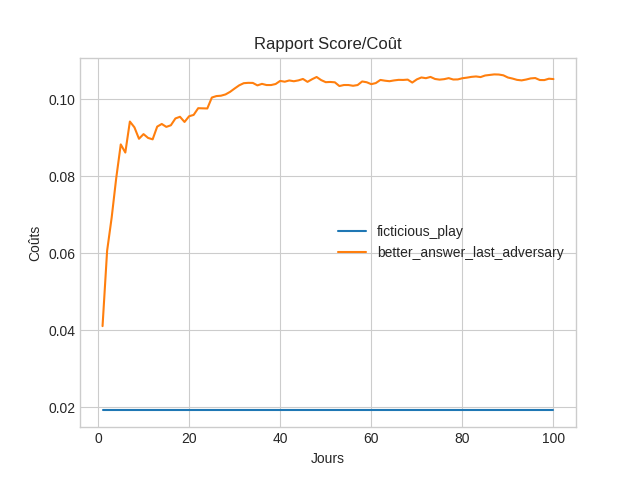 Rapport Score/Coût
0.10
0.08
0.06
0.04
0.02
Coûts
ficticious_play
better_answer_last_adversary
0 20 40 60 80 100
Jours